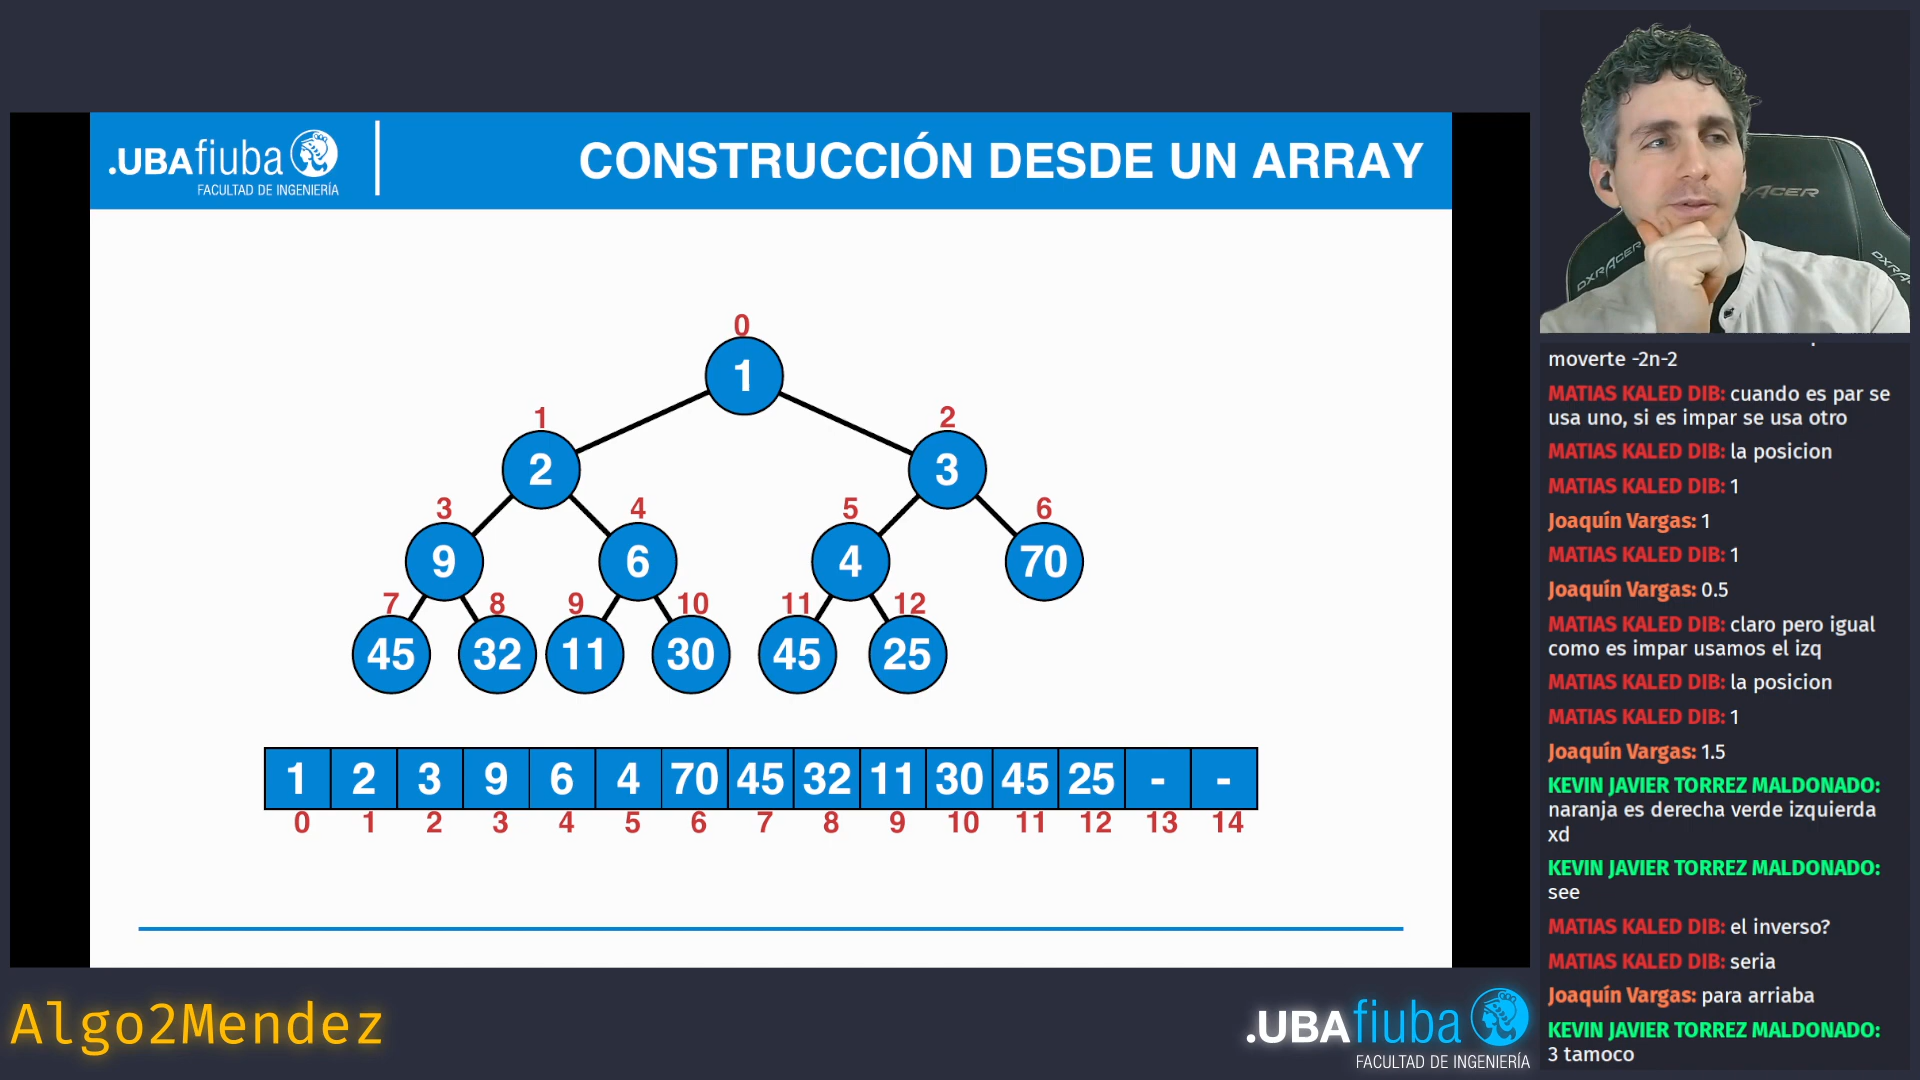 .UBAfiuba
FACULTAD DE INGENIERÍA
CONSTRUCCIÓN DESDE UN ARRAY
0
1
1 2
2 3
3 4 5 6
9 6 4 70
7 8 9 10 11 12
45 32 11 30 45 25
1 2 3 9 6 4 70 45 32 11 30 45 25 - -
0 1 2 3 4 5 6 7 8 9 10 11 12 13 14
Algo2Mendez
.UBAfiuba
FACULTAD DE INGENIERÍA
DXRACER
DXRACER
moverte -2n-2
MATIAS KALED DIB: cuando es par se
usa uno, si es impar se usa otro
MATIAS KALED DIB: la posicion
MATIAS KALED DIB: 1
Joaquín Vargas: 1
MATIAS KALED DIB: 1
Joaquín Vargas: 0.5
MATIAS KALED DIB: claro pero igual
como es impar usamos el izq
MATIAS KALED DIB: la posicion
MATIAS KALED DIB: 1
Joaquín Vargas: 1.5
KEVIN JAVIER TORREZ MALDONADO:
naranja es derecha verde izquierda
xd
KEVIN JAVIER TORREZ MALDONADO:
see
MATIAS KALED DIB: el inverso?
MATIAS KALED DIB: seria
Joaquín Vargas: para arriaba
KEVIN JAVIER TORREZ MALDONADO:
3 tamoco